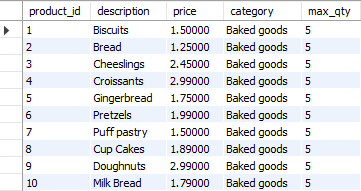 product_id description price category max_qty
1 Biscuits 1.50000 Baked goods 5
2 Bread 1.25000 Baked goods 5
3 Cheeslings 2.45000 Baked goods 5
4 Croissants 2.99000 Baked goods 5
5 Gingerbread 1.75000 Baked goods 5
6 Pretzels 1.99000 Baked goods 5
7 Puff pastry 1.50000 Baked goods 5
8 Cup Cakes 1.89000 Baked goods 5
9 Doughnuts 2.99000 Baked goods 5
10 Milk Bread 1.79000 Baked goods 5